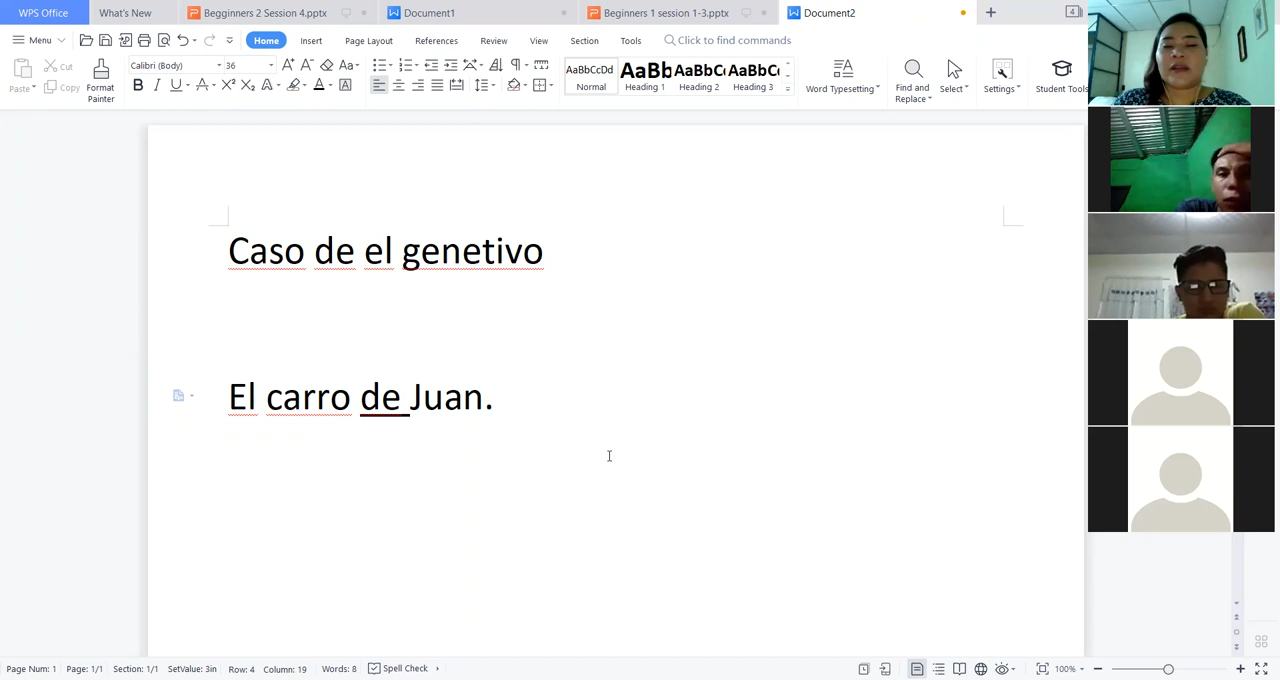 WPS Office What's New Begginners 2 Session 4.pptx Document1 Beginners 1 session 1-3.pptx Document2 4
Menu Home Insert Page Layout References Review View Section Tools Click to find commands
Paste Cut Copy Format Painter Calibri (Body) 36 AaBbCcDd Normal AaBb Heading 1 AaBbC Heading 2 AaBbC Heading 3 Word Typesetting Find and Replace Select Settings Student Tools
Caso de el genetivo
El carro de Juan.
Page Num: 1 Page: 1/1 Section: 1/1 SetValue: 3in Row: 4 Column: 19 Words: 8 Spell Check 100%